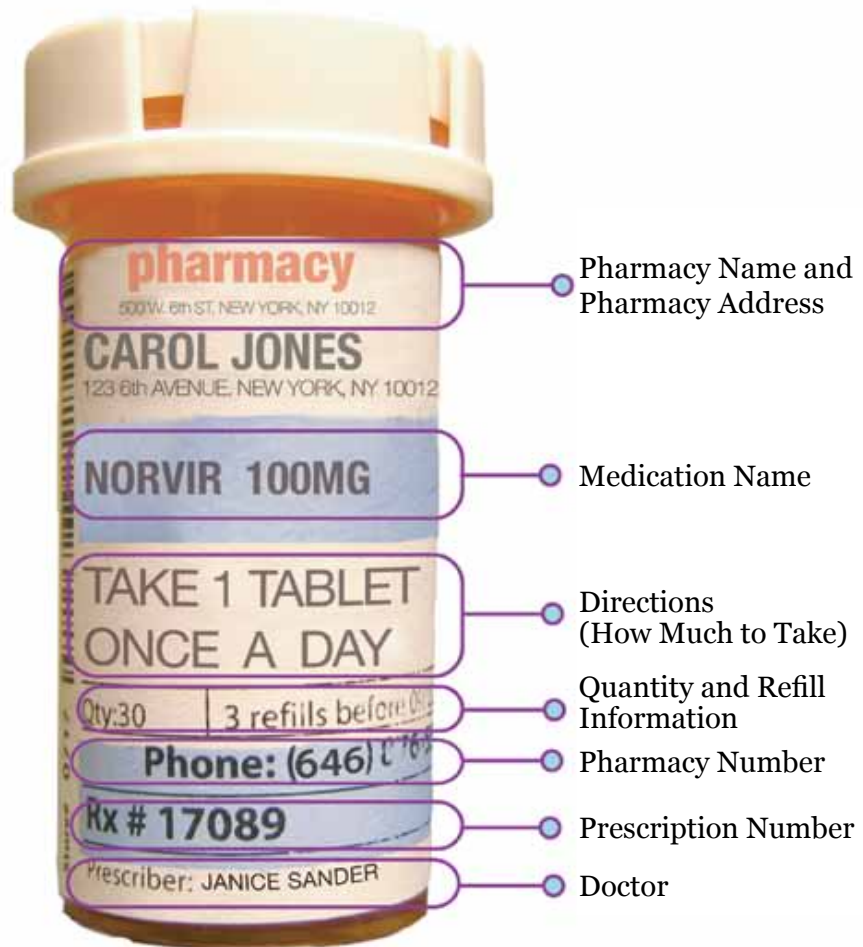 pharmacy
500 W. 6th ST, NEW YORK, NY 10012
CAROL JONES
123 6th AVENUE, NEW YORK, NY 10012
NORVIR 100MG
TAKE 1 TABLET
ONCE A DAY
Qty:30 3 refills before
Phone: (646)
Rx # 17089
Prescriber: JANICE SANDER
Pharmacy Name and
Pharmacy Address
Medication Name
Directions
(How Much to Take)
Quantity and Refill
Information
Pharmacy Number
Prescription Number
Doctor